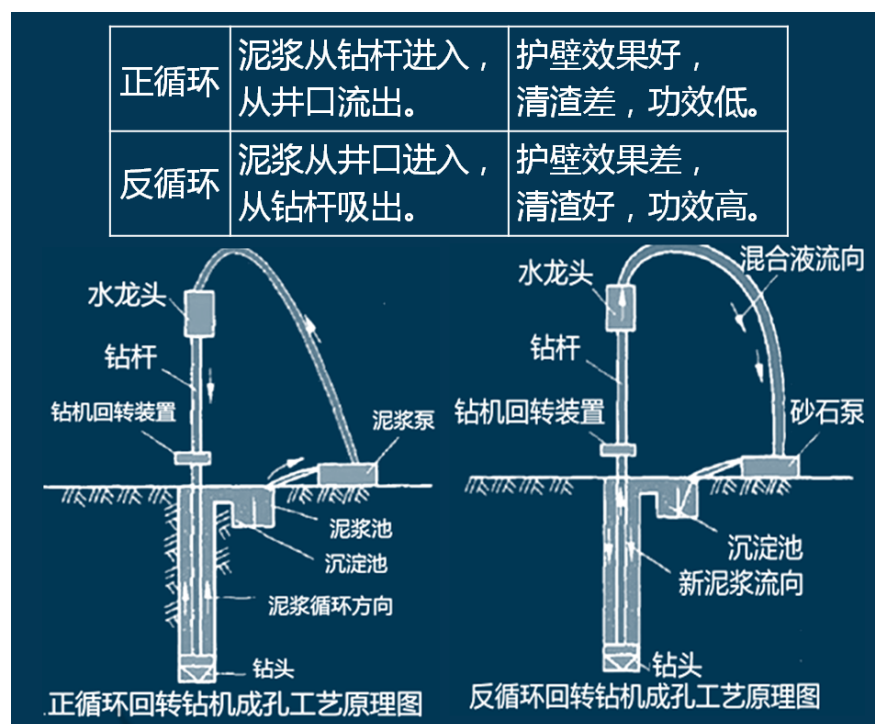 正循环
泥浆从钻杆进入，
从井口流出。
护壁效果好，
清渣差，功效低。
反循环
泥浆从井口进入，
从钻杆吸出。
护壁效果差，
清渣好，功效高。
水龙头
钻杆
钻机回转装置
泥浆泵
泥浆池
沉淀池
泥浆循环方向
钻头
正循环回转钻机成孔工艺原理图
混合液流向
水龙头
钻杆
钻机回转装置
砂石泵
沉淀池
新泥浆流向
钻头
反循环回转钻机成孔工艺原理图